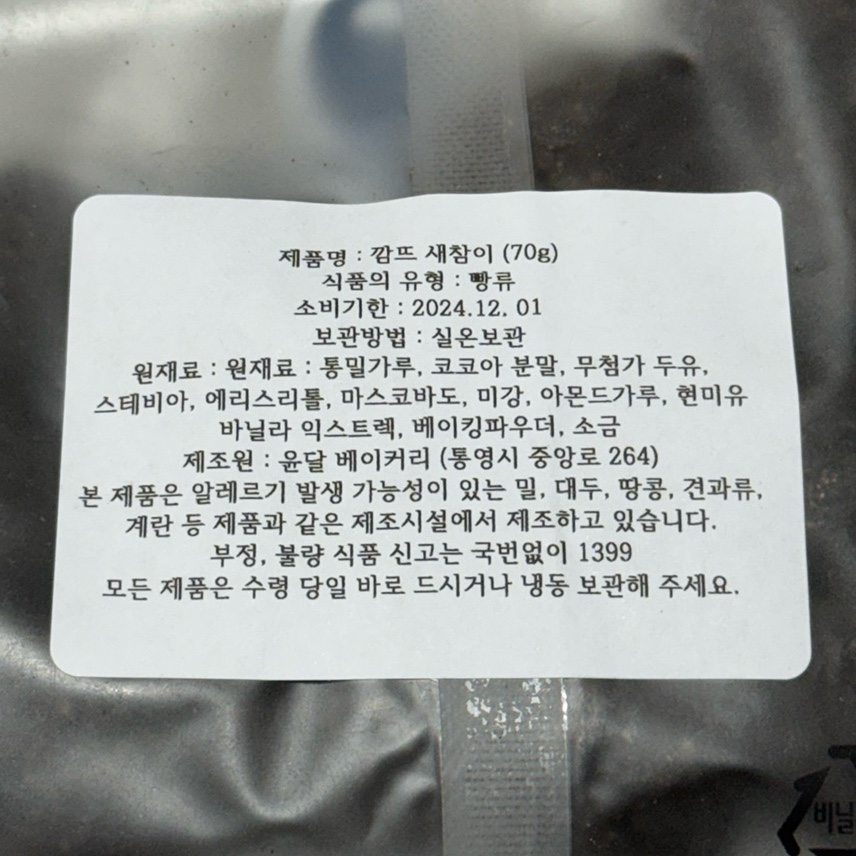 제품명 : 깜뜨 새참이 (70g)
식품의 유형 : 빵류
소비기한 : 2024.12. 01
보관방법 : 실온보관
원재료 : 원재료 : 통밀가루, 코코아 분말, 무첨가 두유,
스테비아, 에리스리톨, 마스코바도, 미강, 아몬드가루, 현미유
바닐라 익스트렉, 베이킹파우더, 소금
제조원 : 윤달 베이커리 (통영시 중앙로 264)
본 제품은 알레르기 발생 가능성이 있는 밀, 대두, 땅콩, 견과류,
계란 등 제품과 같은 제조시설에서 제조하고 있습니다.
부정, 불량 식품 신고는 국번없이 1399
모든 제품은 수령 당일 바로 드시거나 냉동 보관해 주세요.
비닐